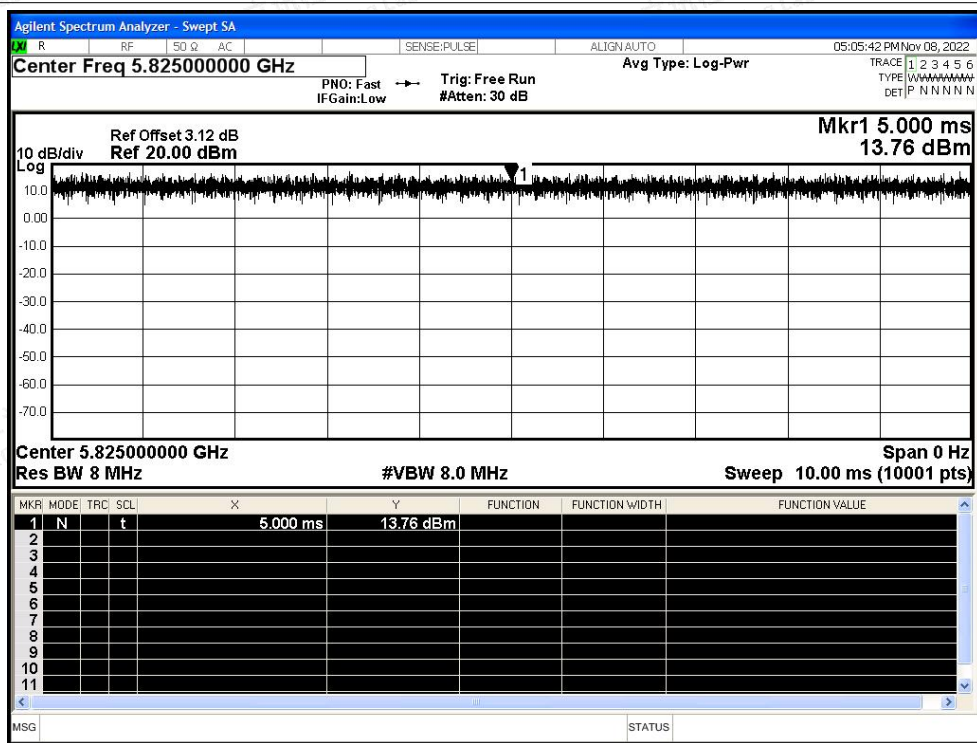 Agilent Spectrum Analyzer - Swept SA
LXI R RF 50 Ω AC SENSE:PULSE ALIGN AUTO 05:05:42 PM Nov 08, 2022
Center Freq 5.825000000 GHz Avg Type: Log-Pwr TRACE 1 2 3 4 5 6
PNO: Fast Trig: Free Run TYPE WWWWWW
IFGain:Low #Atten: 30 dB DET P N N N N N
Mkr1 5.000 ms
Ref Offset 3.12 dB
10 dB/div Ref 20.00 dBm 13.76 dBm
Log
1
10.0
0.00
-10.0
-20.0
-30.0
-40.0
-50.0
-60.0
-70.0
Center 5.825000000 GHz Span 0 Hz
Res BW 8 MHz #VBW 8.0 MHz Sweep 10.00 ms (10001 pts)
MKR MODE TRC SCL X Y FUNCTION FUNCTION WIDTH FUNCTION VALUE
1 N t 5.000 ms 13.76 dBm
2
3
4
5
6
7
8
9
10
11
MSG STATUS